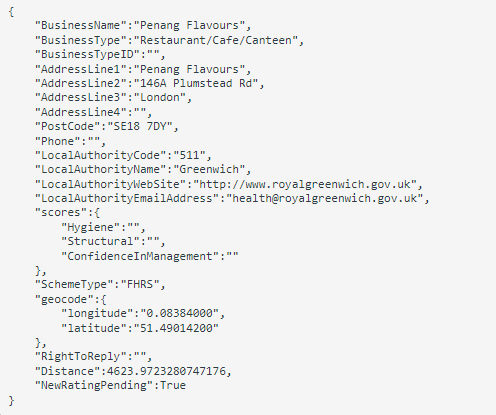 {
"BusinessName":"Penang Flavours",
"BusinessType":"Restaurant/Cafe/Canteen",
"BusinessTypeID":"",
"AddressLine1":"Penang Flavours",
"AddressLine2":"146A Plumstead Rd",
"AddressLine3":"London",
"AddressLine4":"",
"PostCode":"SE18 7DY",
"Phone":"",
"LocalAuthorityCode":"511",
"LocalAuthorityName":"Greenwich",
"LocalAuthorityWebSite":"http://www.royalgreenwich.gov.uk",
"LocalAuthorityEmailAddress":"health@royalgreenwich.gov.uk",
"scores":{
"Hygiene":"",
"Structural":"",
"ConfidenceInManagement":""
},
"SchemeType":"FHRS",
"geocode":{
"longitude":"0.08384000",
"latitude":"51.49014200"
},
"RightToReply":"",
"Distance":4623.9723280747176,
"NewRatingPending":True
}